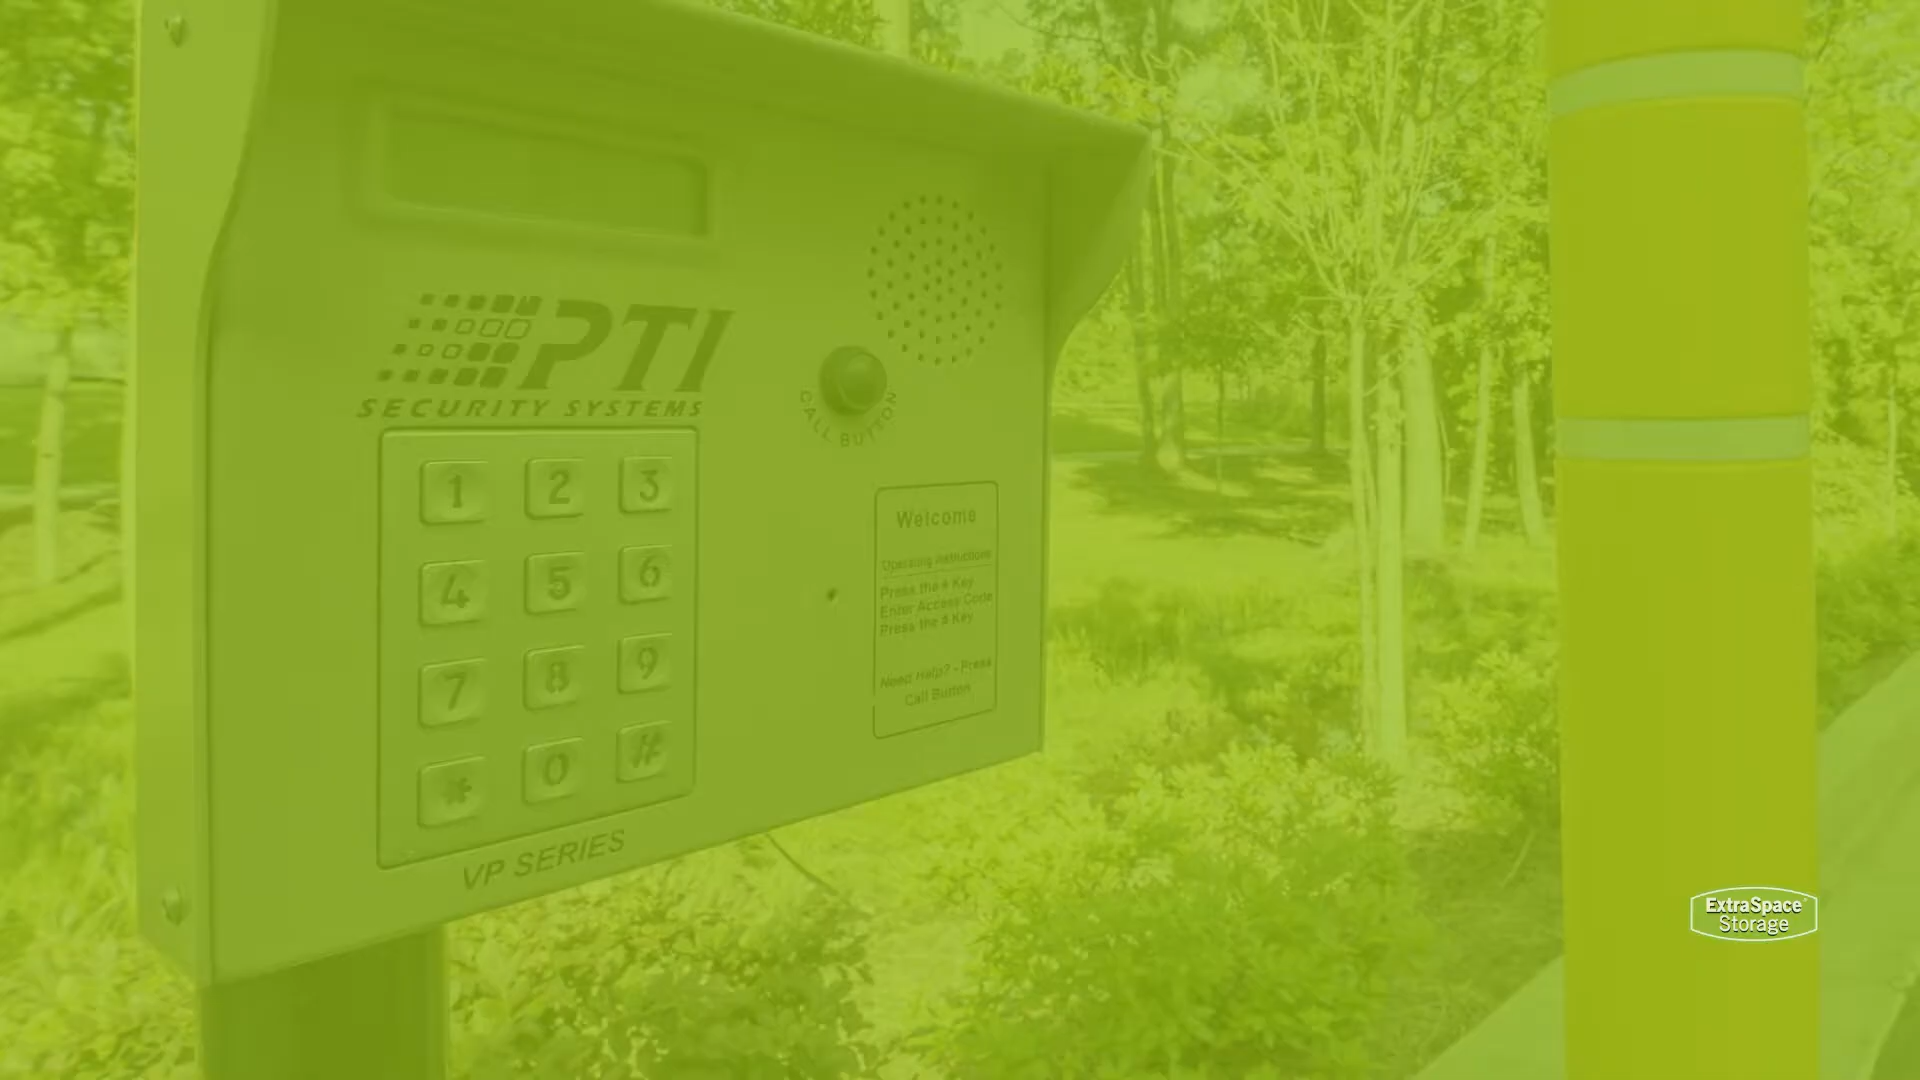 PTI
SECURITY SYSTEMS
CALL BUTTON
1 2 3
4 5 6
7 8 9
* 0 #
VP SERIES
Welcome
Operating Instructions
Press the * Key
Enter Access Code
Press the # Key
Need Help? - Press
Call Button
ExtraSpace
Storage